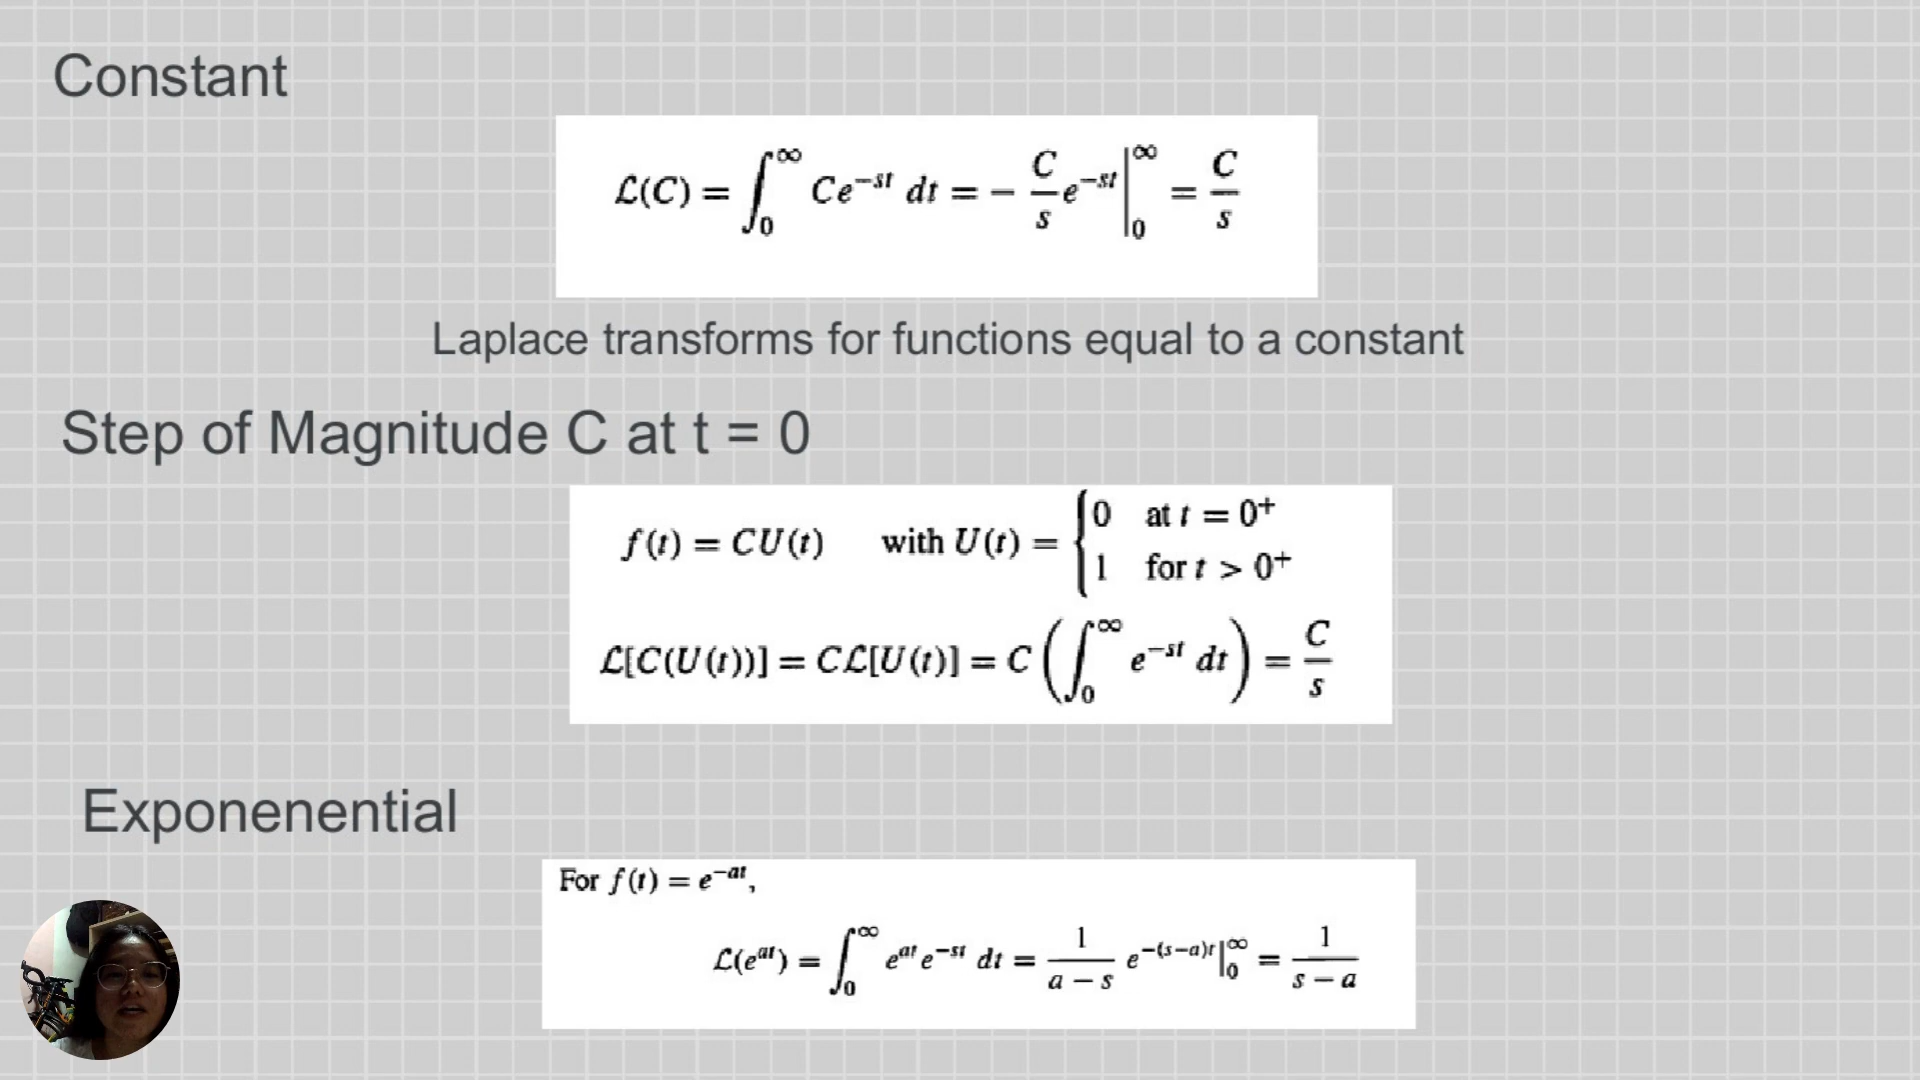 Constant
ℒ(C) = ∫₀^∞ Ce^{−st} dt = − C/s e^{−st} |₀^∞ = C/s
Laplace transforms for functions equal to a constant
Step of Magnitude C at t = 0
f(t) = CU(t) with U(t) = { 0 at t = 0⁺
1 for t > 0⁺
ℒ[C(U(t))] = Cℒ[U(t)] = C (∫₀^∞ e^{−st} dt) = C/s
Exponenential
For f(t) = e^{−at},
ℒ(e^{at}) = ∫₀^∞ e^{at} e^{−st} dt = 1/(a − s) e^{−(s−a)t} |₀^∞ = 1/(s − a)